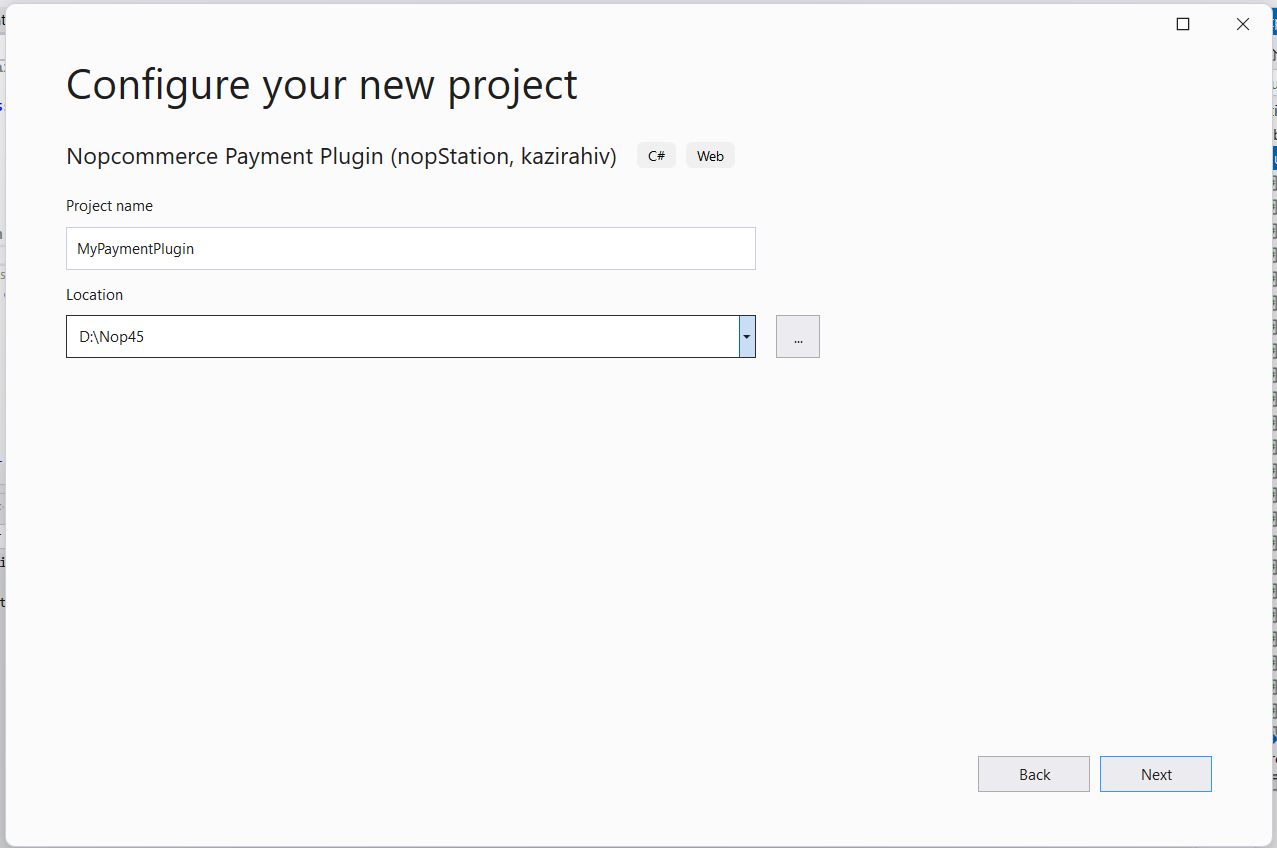 Configure your new project
Nopcommerce Payment Plugin (nopStation, kazirahiv) C# Web
Project name
MyPaymentPlugin
Location
D:\Nop45
...
Back Next